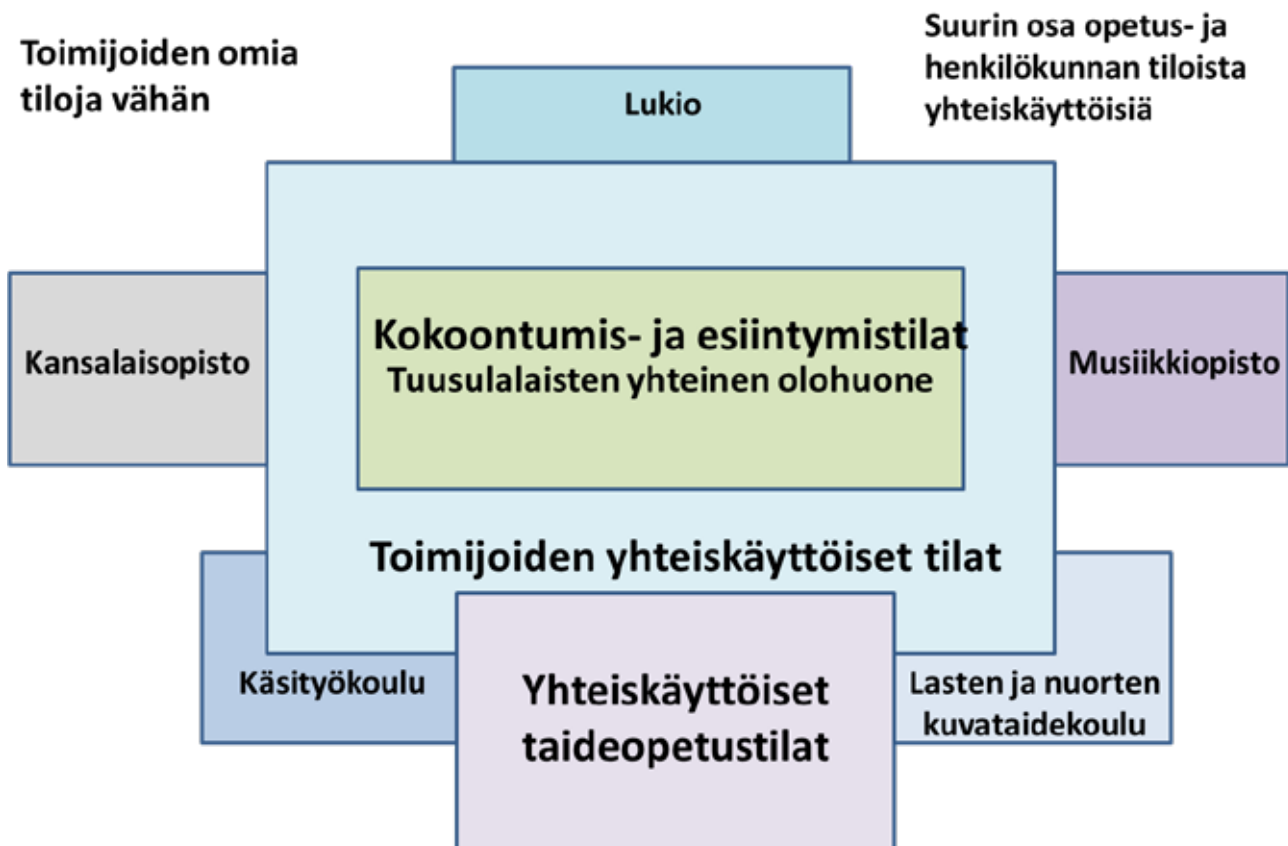 Toimijoiden omia
tiloja vähän
Suurin osa opetus- ja
henkilökunnan tiloista
yhteiskäyttöisiä
Lukio
Kokoontumis- ja esiintymistilat
Tuusulalaisten yhteinen olohuone
Kansalaisopisto
Musiikkiopisto
Toimijoiden yhteiskäyttöiset tilat
Käsityökoulu
Yhteiskäyttöiset
taideopetustilat
Lasten ja nuorten
kuvataidekoulu